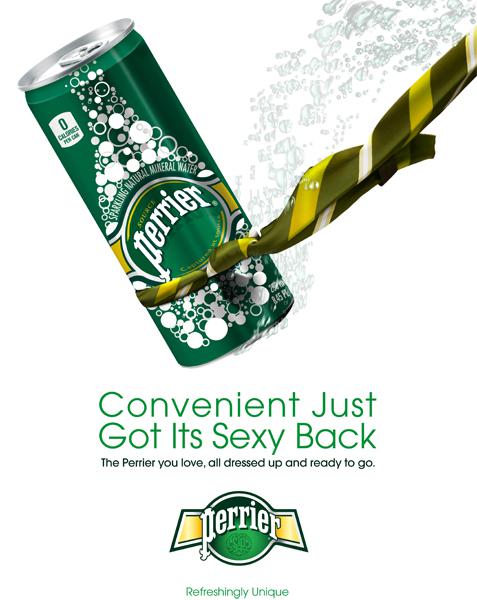 0
CALORIES
PER CAN
SPARKLING NATURAL MINERAL WATER
SOURCE
perrier
Convenient Just
Got Its Sexy Back
The Perrier you love, all dressed up and ready to go.
perrier
Refreshingly Unique